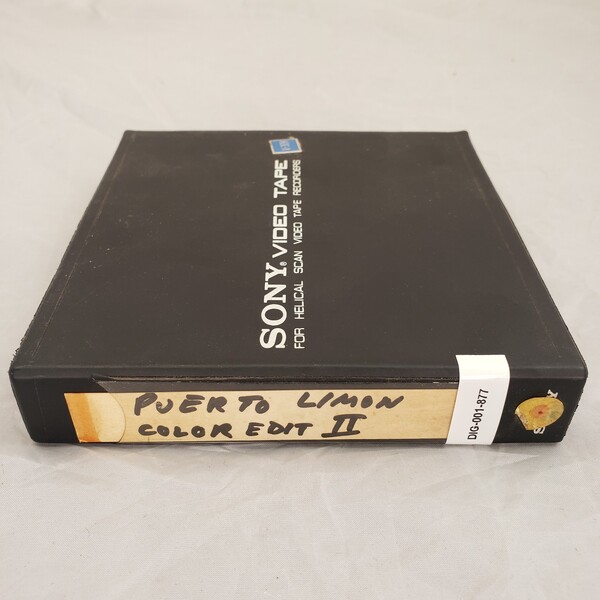 SONY® VIDEO TAPE
FOR HELICAL SCAN VIDEO TAPE RECORDERS
PUERTO LIMON
COLOR EDIT II
DIG-001-877